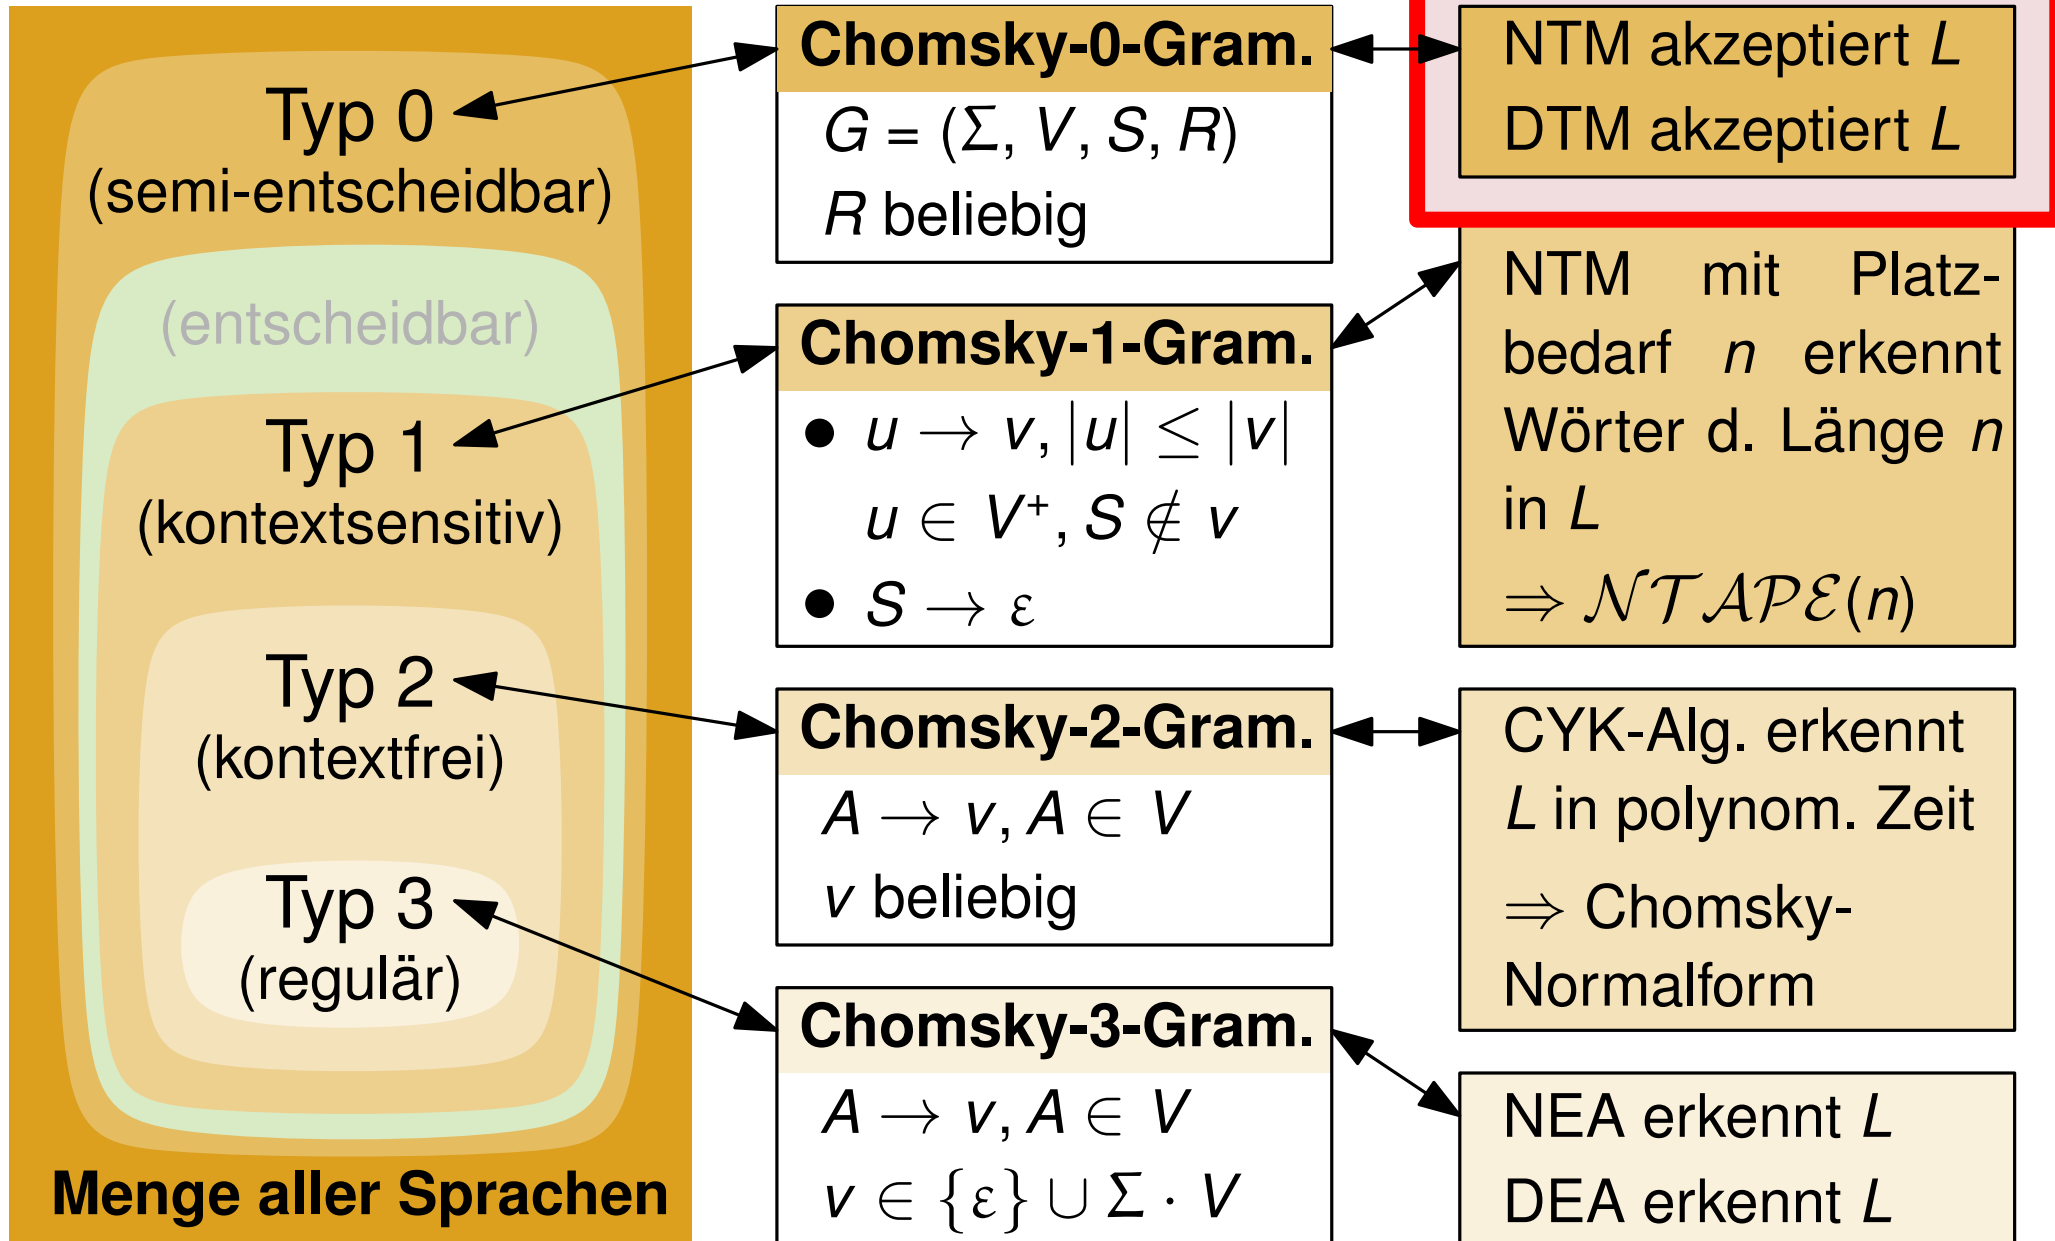 Typ 0
(semi-entscheidbar)
(entscheidbar)
Typ 1
(kontextsensitiv)
Typ 2
(kontextfrei)
Typ 3
(regulär)
Menge aller Sprachen
Chomsky-0-Gram.
G = (Σ, V, S, R)
R beliebig
Chomsky-1-Gram.
• u → v, |u| ≤ |v|
u ∈ V⁺, S ∉ v
• S → ε
Chomsky-2-Gram.
A → v, A ∈ V
v beliebig
Chomsky-3-Gram.
A → v, A ∈ V
v ∈ {ε} ∪ Σ · V
NTM akzeptiert L
DTM akzeptiert L
NTM mit Platz-
bedarf n erkennt
Wörter d. Länge n
in L
⇒ NTAPE(n)
CYK-Alg. erkennt
L in polynom. Zeit
⇒ Chomsky-
Normalform
NEA erkennt L
DEA erkennt L